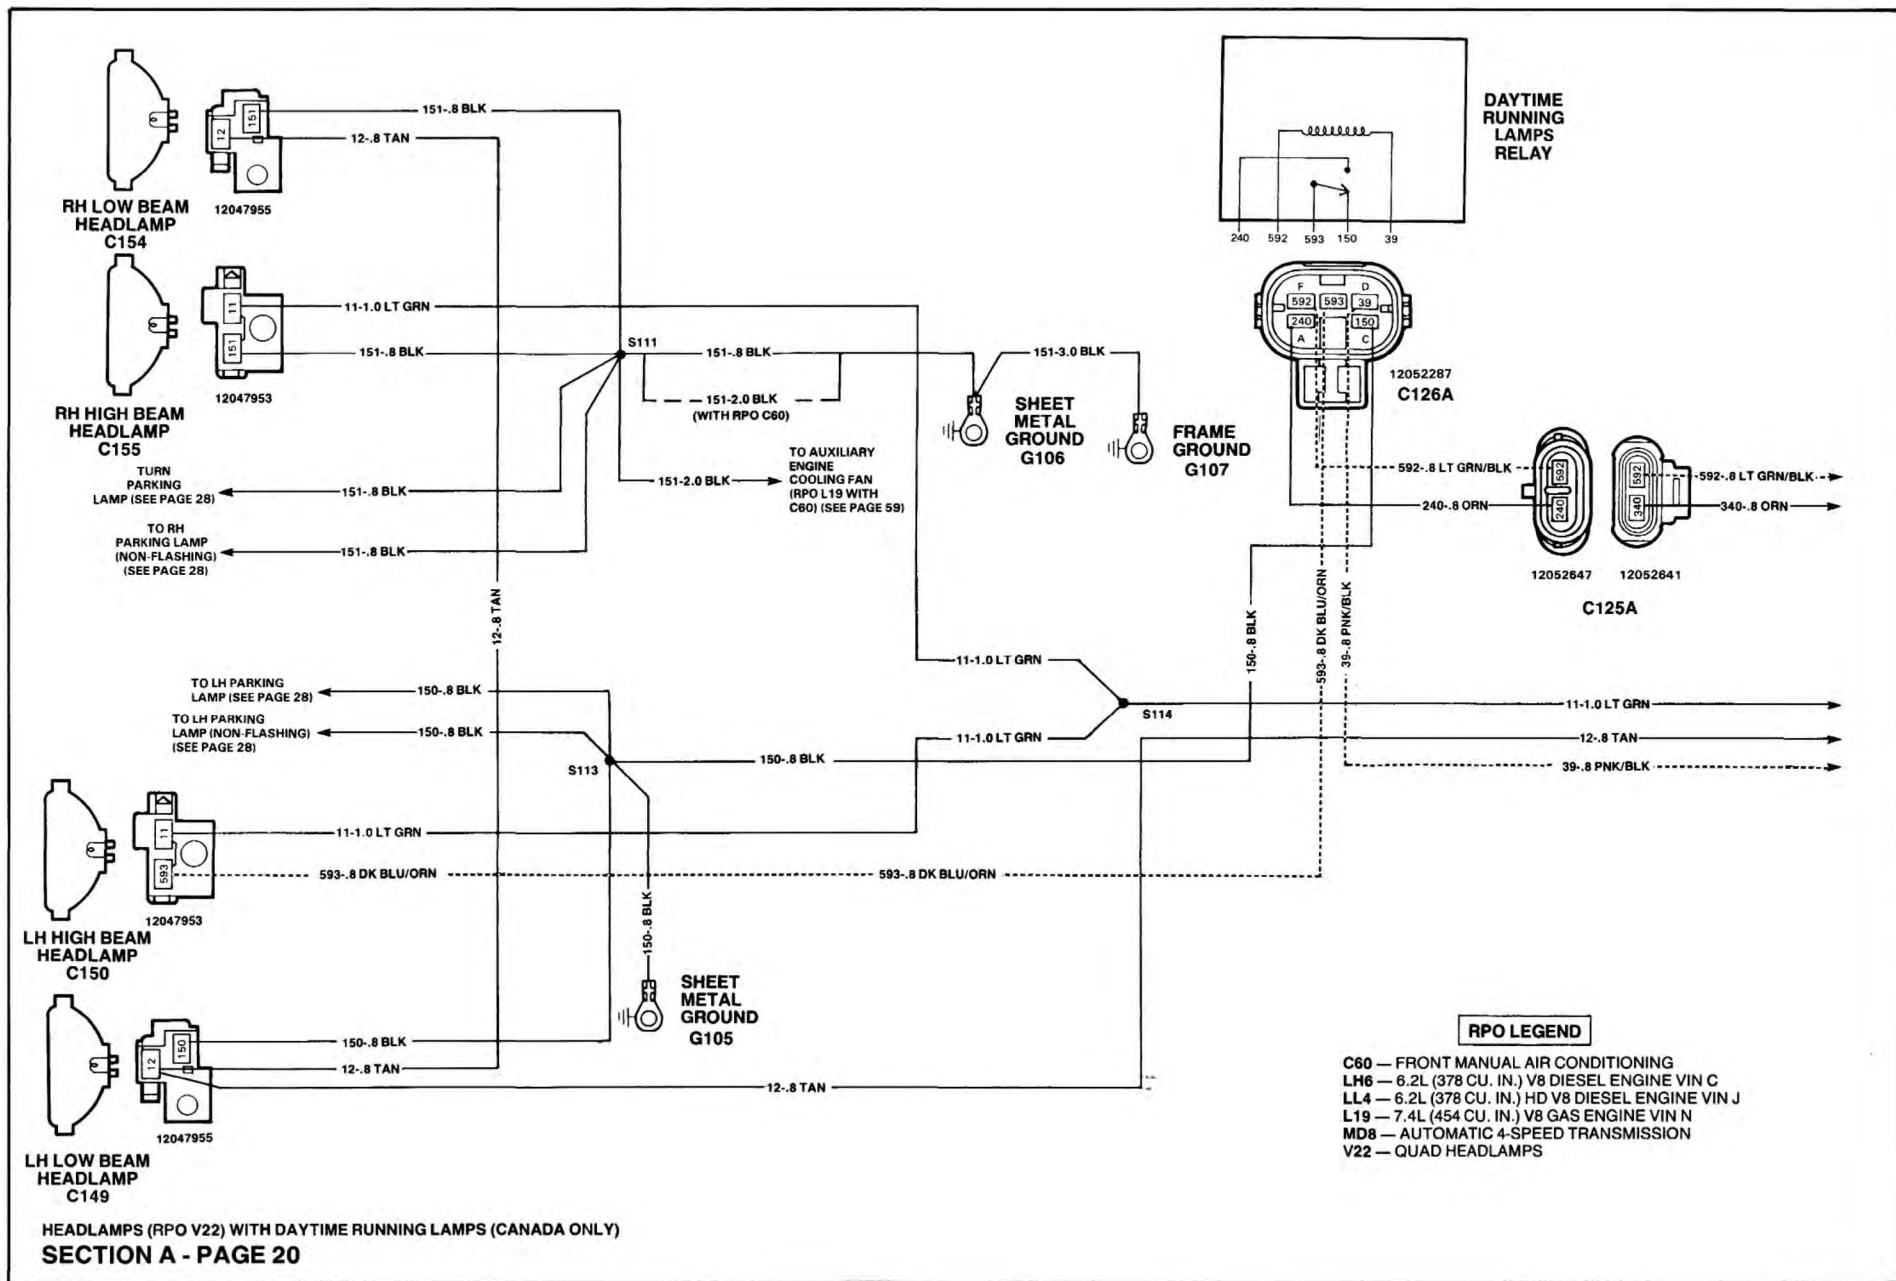 151-.8 BLK
12-.8 TAN
151
12
RH LOW BEAM
HEADLAMP
C154
12047955
11-1.0 LT GRN
151-.8 BLK
11
151
RH HIGH BEAM
HEADLAMP
C155
12047953
S111
151-.8 BLK
151-2.0 BLK
(WITH RPO C60)
151-3.0 BLK
SHEET
METAL
GROUND
G106
FRAME
GROUND
G107
TURN
PARKING
LAMP (SEE PAGE 28)
151-.8 BLK
TO RH
PARKING LAMP
(NON-FLASHING)
(SEE PAGE 28)
151-.8 BLK
151-2.0 BLK
TO AUXILIARY
ENGINE
COOLING FAN
(RPO L19 WITH
C60) (SEE PAGE 59)
DAYTIME
RUNNING
LAMPS
RELAY
240 592 593 150 39
F D
592 593 39
240 150
A C
12052287
C126A
592-.8 LT GRN/BLK
240-.8 ORN
592
240
592
340
592-.8 LT GRN/BLK
340-.8 ORN
12052647 12052641
C125A
12-.8 TAN
150-.8 BLK
593-.8 DK BLU/ORN
39-.8 PNK/BLK
TO LH PARKING
LAMP (SEE PAGE 28)
150-.8 BLK
TO LH PARKING
LAMP (NON-FLASHING)
(SEE PAGE 28)
150-.8 BLK
S113
150-.8 BLK
11-1.0 LT GRN
11-1.0 LT GRN
S114
11-1.0 LT GRN
12-.8 TAN
39-.8 PNK/BLK
11
593
11-1.0 LT GRN
593-.8 DK BLU/ORN
593-.8 DK BLU/ORN
12047953
LH HIGH BEAM
HEADLAMP
C150
150-.8 BLK
SHEET
METAL
GROUND
G105
150
12
150-.8 BLK
12-.8 TAN
12-.8 TAN
12047955
LH LOW BEAM
HEADLAMP
C149
RPO LEGEND
C60 — FRONT MANUAL AIR CONDITIONING
LH6 — 6.2L (378 CU. IN.) V8 DIESEL ENGINE VIN C
LL4 — 6.2L (378 CU. IN.) HD V8 DIESEL ENGINE VIN J
L19 — 7.4L (454 CU. IN.) V8 GAS ENGINE VIN N
MD8 — AUTOMATIC 4-SPEED TRANSMISSION
V22 — QUAD HEADLAMPS
HEADLAMPS (RPO V22) WITH DAYTIME RUNNING LAMPS (CANADA ONLY)
SECTION A - PAGE 20